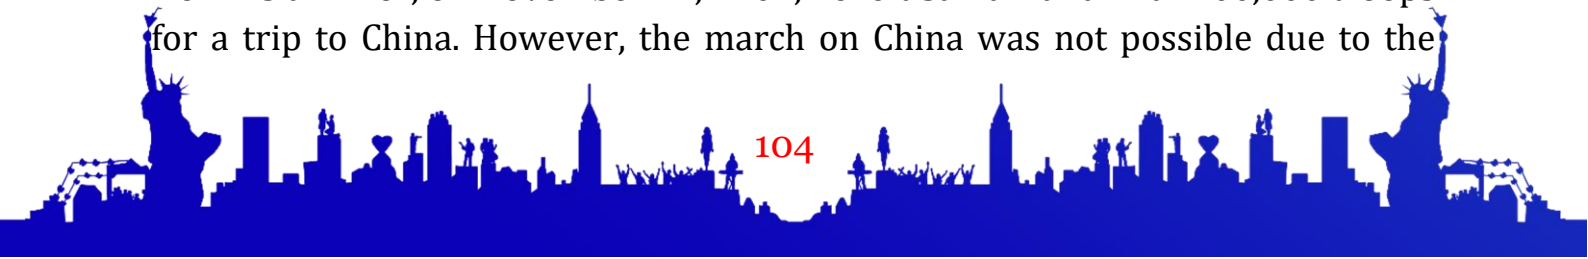 for a trip to China. However, the march on China was not possible due to the
104